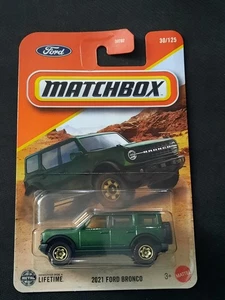 Ford
30/125
MATCHBOX
BRONCO
LIFETIME.
2021 FORD BRONCO
3+